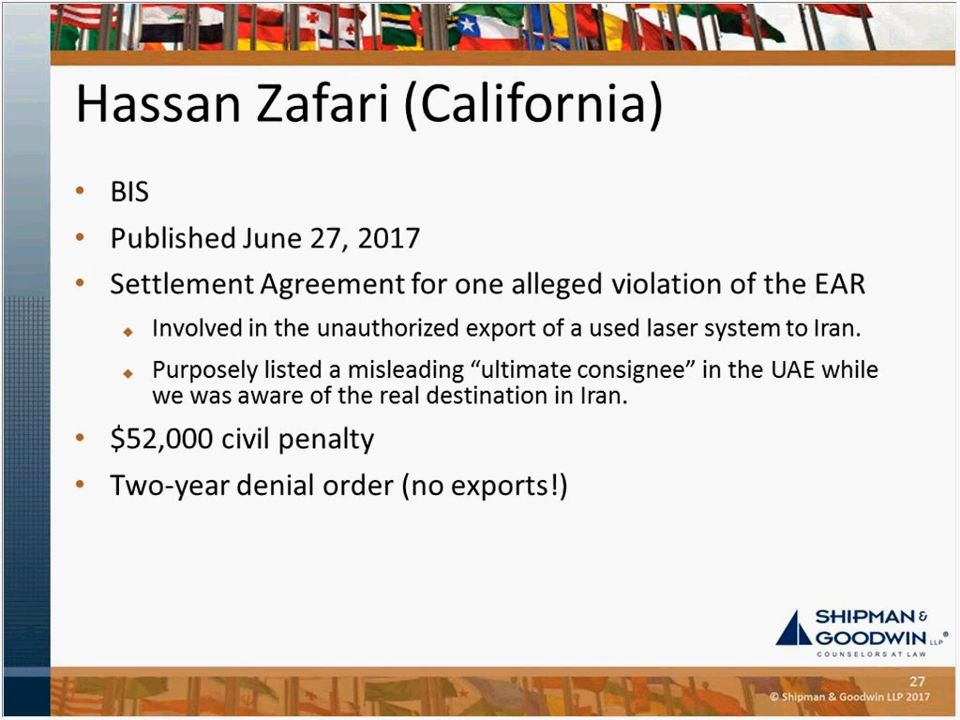 Hassan Zafari (California)
• BIS
• Published June 27, 2017
• Settlement Agreement for one alleged violation of the EAR
◆ Involved in the unauthorized export of a used laser system to Iran.
◆ Purposely listed a misleading “ultimate consignee” in the UAE while
we was aware of the real destination in Iran.
• $52,000 civil penalty
• Two-year denial order (no exports!)
SHIPMAN &
GOODWIN LLP®
COUNSELORS AT LAW
27
© Shipman & Goodwin LLP 2017